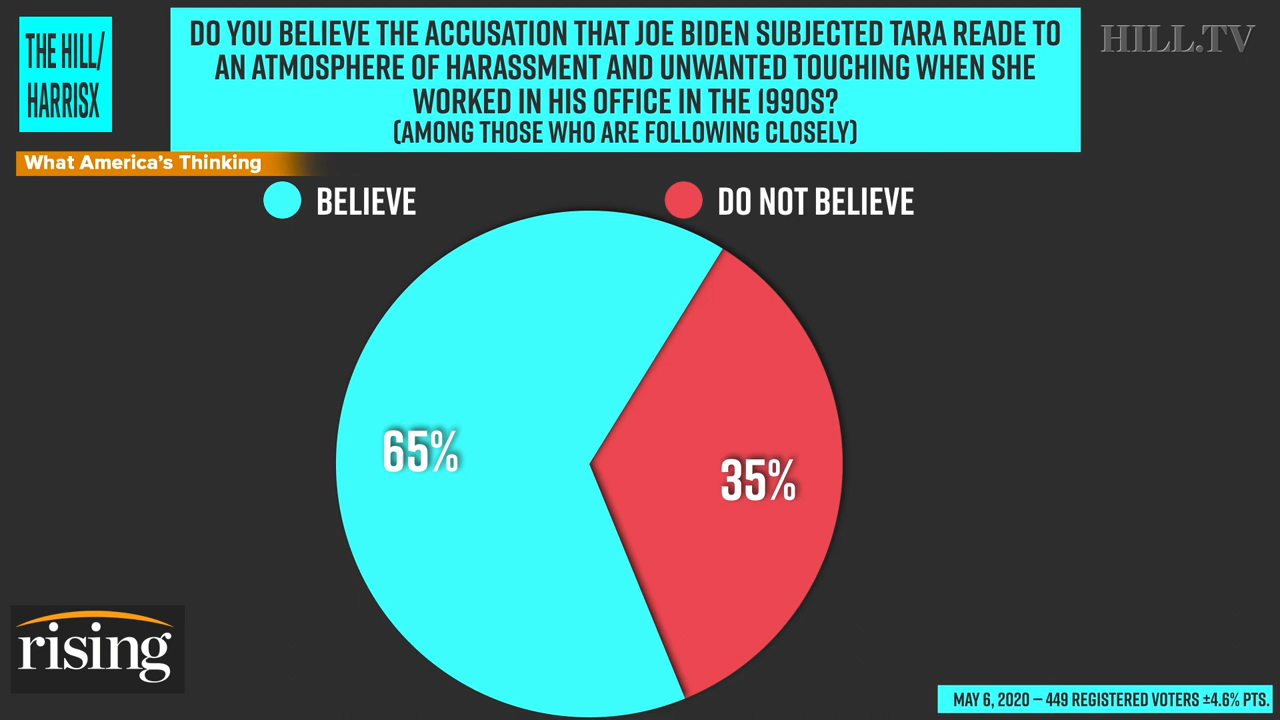 THE HILL/
HARRISX
DO YOU BELIEVE THE ACCUSATION THAT JOE BIDEN SUBJECTED TARA READE TO
AN ATMOSPHERE OF HARASSMENT AND UNWANTED TOUCHING WHEN SHE
WORKED IN HIS OFFICE IN THE 1990S?
(AMONG THOSE WHO ARE FOLLOWING CLOSELY)
HILL.TV
What America's Thinking
BELIEVE
DO NOT BELIEVE
65%
35%
rising
MAY 6, 2020 – 449 REGISTERED VOTERS ±4.6% PTS.